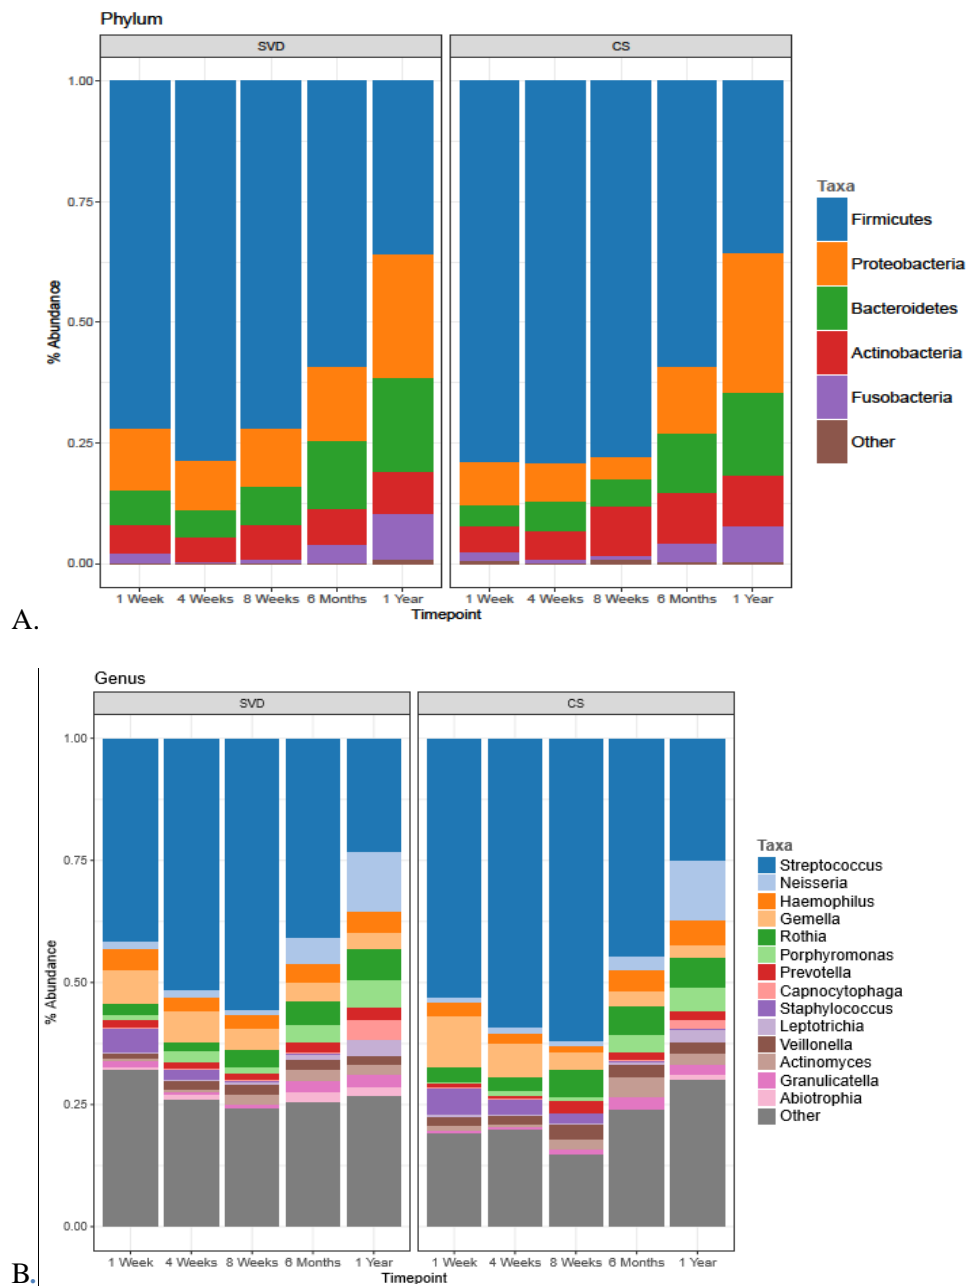 Phylum
SVD
CS
1.00
0.75
0.50
0.25
0.00
% Abundance
1 Week 4 Weeks 8 Weeks 6 Months 1 Year
1 Week 4 Weeks 8 Weeks 6 Months 1 Year
Timepoint
Taxa
Firmicutes
Proteobacteria
Bacteroidetes
Actinobacteria
Fusobacteria
Other
A.
Genus
SVD
CS
1.00
0.75
0.50
0.25
0.00
% Abundance
1 Week 4 Weeks 8 Weeks 6 Months 1 Year
1 Week 4 Weeks 8 Weeks 6 Months 1 Year
Timepoint
Taxa
Streptococcus
Neisseria
Haemophilus
Gemella
Rothia
Porphyromonas
Prevotella
Capnocytophaga
Staphylococcus
Leptotrichia
Veillonella
Actinomyces
Granulicatella
Abiotrophia
Other
B.